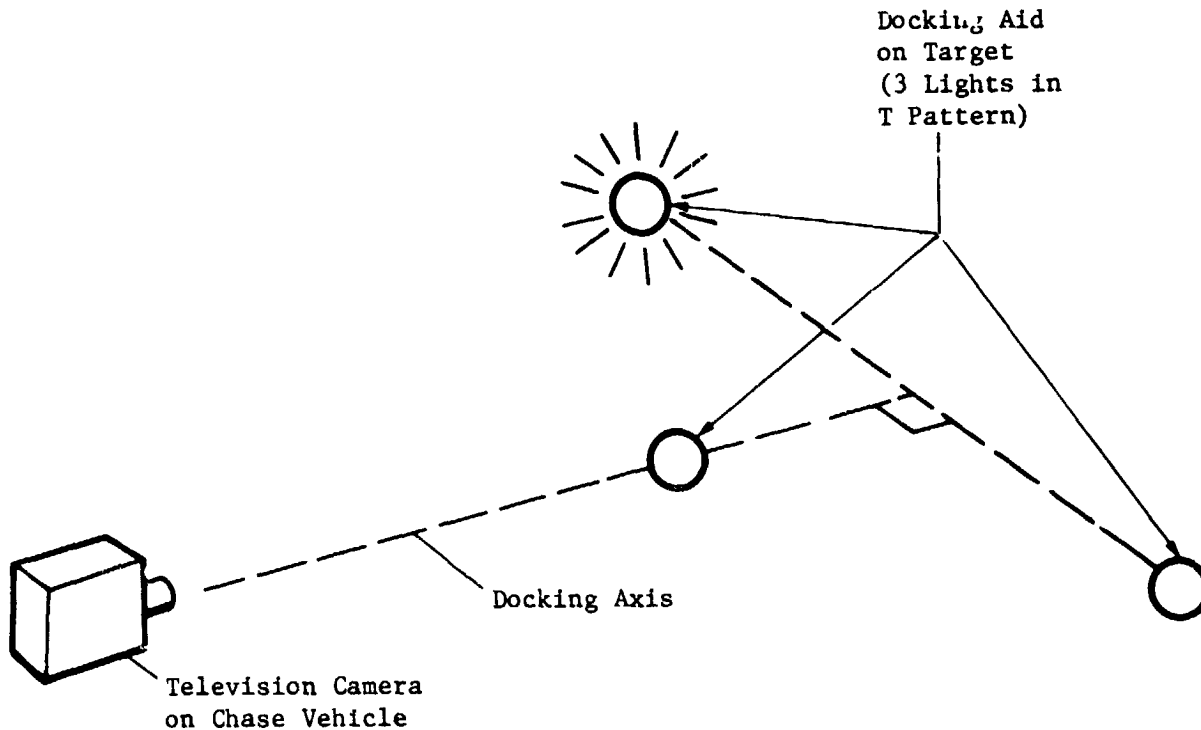 Docking Aid
on Target
(3 Lights in
T Pattern)
Docking Axis
Television Camera
on Chase Vehicle